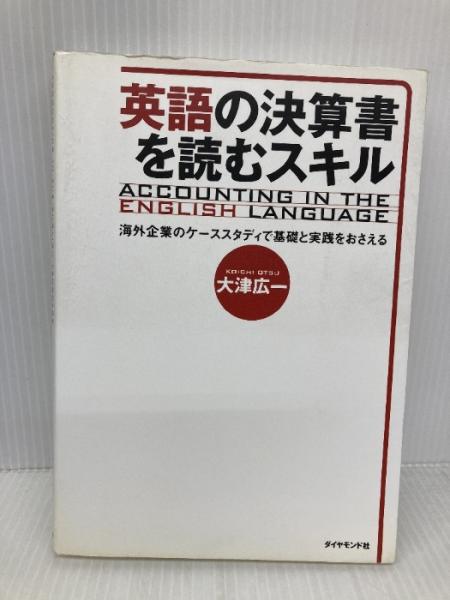 英語の決算書
を読むスキル
ACCOUNTING IN THE
ENGLISH LANGUAGE
海外企業のケーススタディで基礎と実践をおさえる
KOICHI OTSU
大津広一
ダイヤモンド社